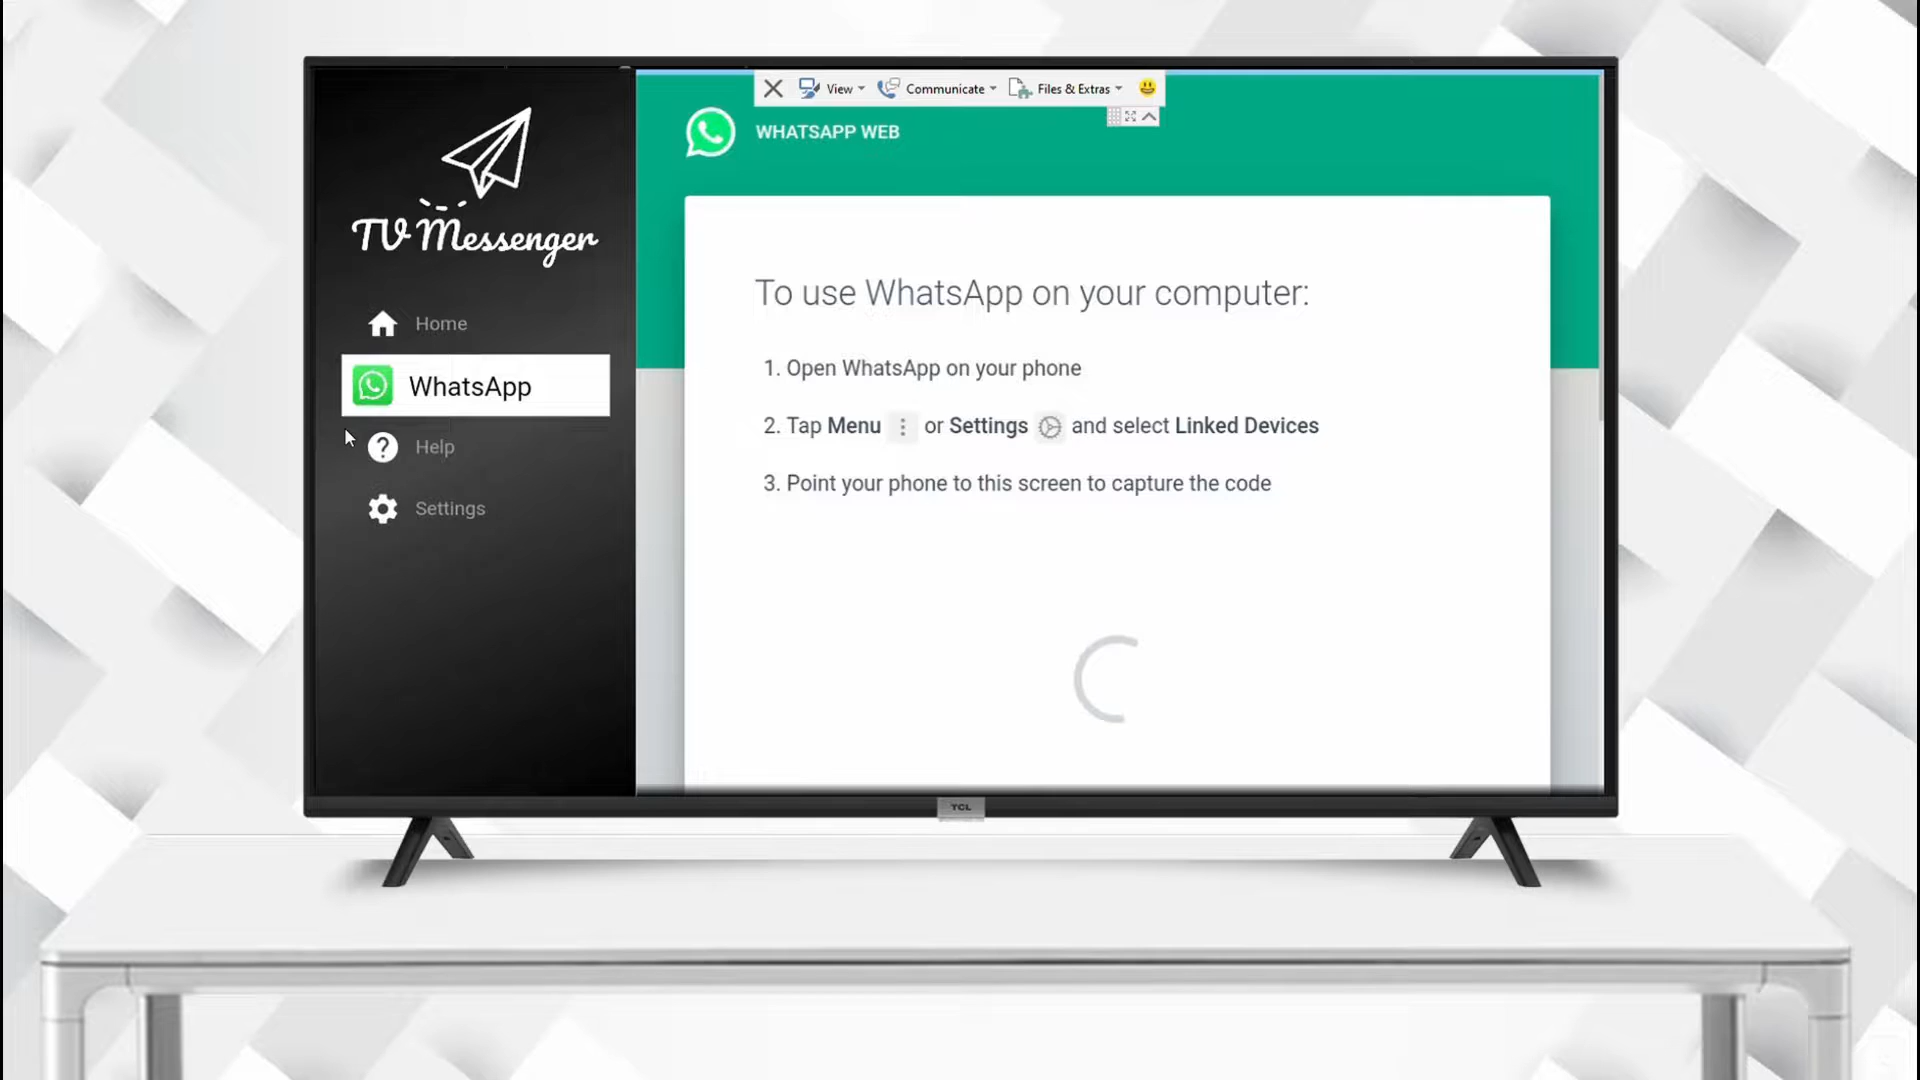 View
Communicate
Files & Extras
WHATSAPP WEB
TV Messenger
Home
WhatsApp
Help
Settings
To use WhatsApp on your computer:
1. Open WhatsApp on your phone
2. Tap Menu or Settings and select Linked Devices
3. Point your phone to this screen to capture the code
TCL